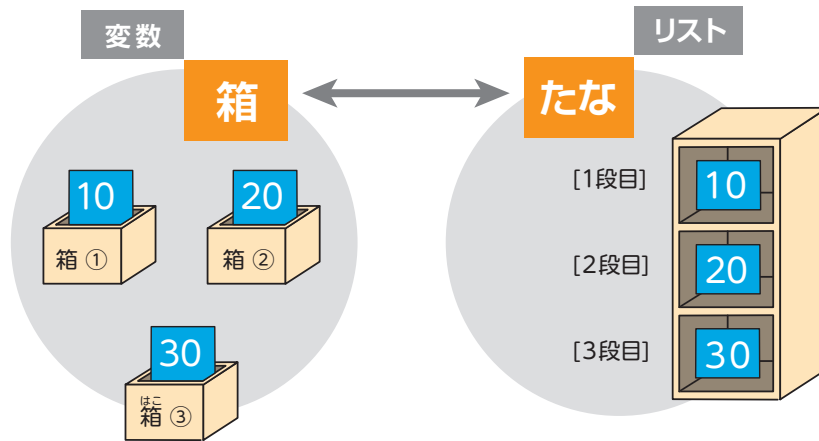 変数
箱
10
箱 ①
20
箱 ②
30
はこ
箱 ③
リスト
たな
[1段目]
10
[2段目]
20
[3段目]
30